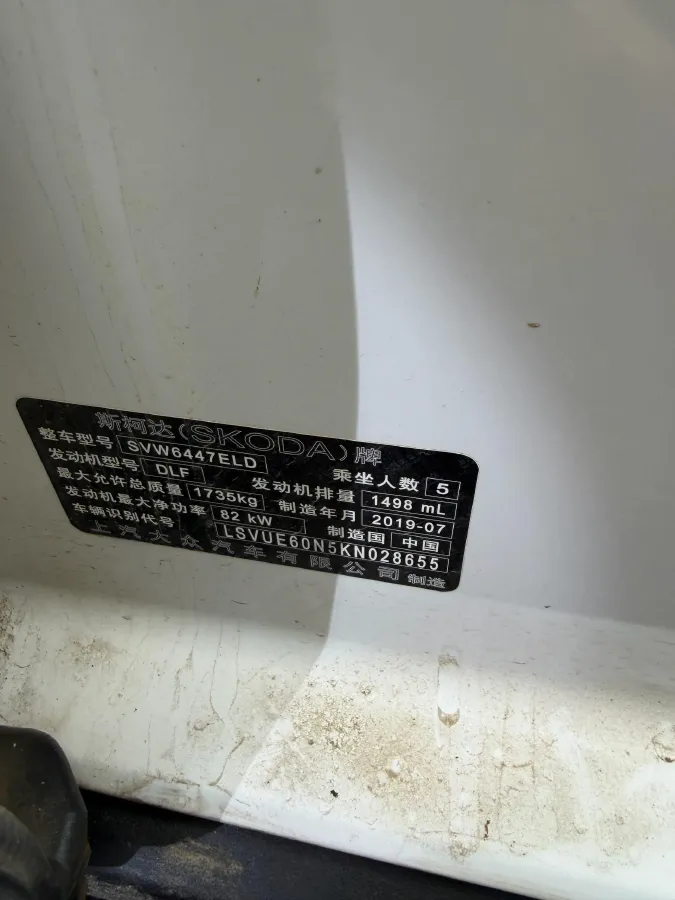 斯柯达(SKODA)牌
整车型号 SVW6447ELD 乘坐人数 5
发动机型号 DLF 发动机排量 1498 mL
最大允许总质量 1735kg 制造年月 2019-07
发动机最大净功率 82 kW 制造国 中国
车辆识别代号 LSVUE60N5KN028655
上汽大众汽车有限公司 制造